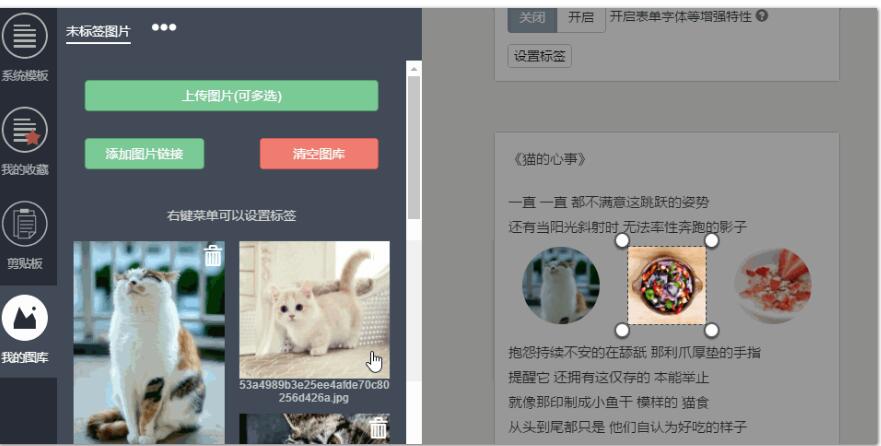 系统模板
我的收藏
剪贴板
我的图库
未标签图片 •••
上传图片(可多选)
添加图片链接
清空图库
右键菜单可以设置标签
53a4989b3e25ee4afde70c80
256d426a.jpg
关闭 开启 开启表单字体等增强特性 ?
设置标签
《猫的心事》
一直 一直 都不满意这跳跃的姿势
还有当阳光斜射时 无法率性奔跑的影子
抱怨持续不安的在舔舐 那利爪厚垫的手指
提醒它 还拥有这仅存的 本能举止
就像那印制成小鱼干 模样的 猫食
从头到尾都只是 他们自认为好吃的样子